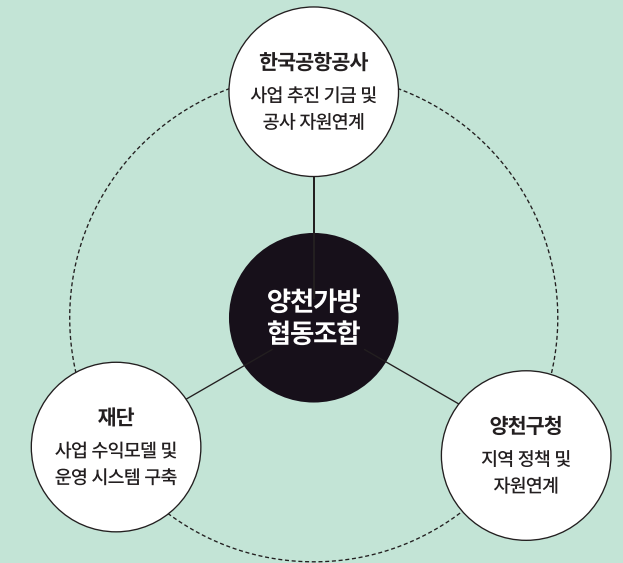 한국공항공사
사업 추진 기금 및
공사 자원연계
양천가방
협동조합
재단
사업 수익모델 및
운영 시스템 구축
양천구청
지역 정책 및
자원연계